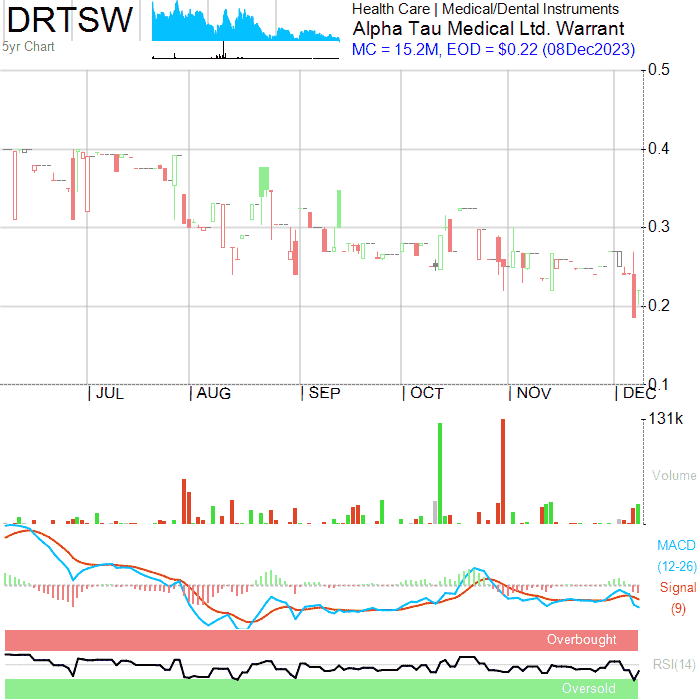 DRTSW
5yr Chart
Health Care | Medical/Dental Instruments
Alpha Tau Medical Ltd. Warrant
MC = 15.2M, EOD = $0.22 (08Dec2023)
0.5
0.4
0.3
0.2
0.1
JUL AUG SEP OCT NOV DEC
131k
Volume
MACD
(12-26)
Signal
(9)
Overbought
RSI(14)
Oversold